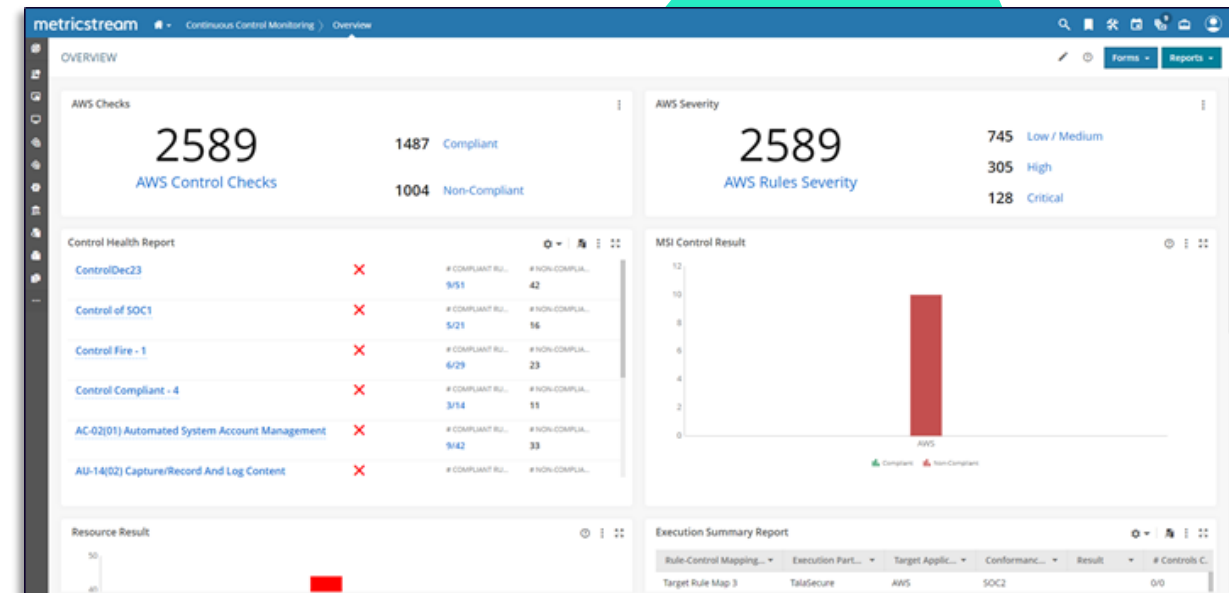 metricstream Continuous Control Monitoring Overview
OVERVIEW
Forms Reports
AWS Checks
2589
AWS Control Checks
1487 Compliant
1004 Non-Compliant
AWS Severity
2589
AWS Rules Severity
745 Low / Medium
305 High
128 Critical
Control Health Report
ControlDec23 # COMPLIANT RU... # NON-COMPLIA...
9/51 42
Control of SOC1 # COMPLIANT RU... # NON-COMPLIA...
5/21 16
Control Fire - 1 # COMPLIANT RU... # NON-COMPLIA...
6/29 23
Control Compliant - 4 # COMPLIANT RU... # NON-COMPLIA...
3/14 11
AC-02(01) Automated System Account Management # COMPLIANT RU... # NON-COMPLIA...
9/42 33
AU-14(02) Capture/Record And Log Content # COMPLIANT RU... # NON-COMPLIA...
MSI Control Result
12
10
8
6
4
2
0
AWS
Compliant Non-Compliant
Resource Result
50
40
Execution Summary Report
Rule-Control Mapping... Execution Part... Target Applic... Conformanc... Result # Controls C.
Target Rule Map 3 TalaSecure AWS SOC2 0/0